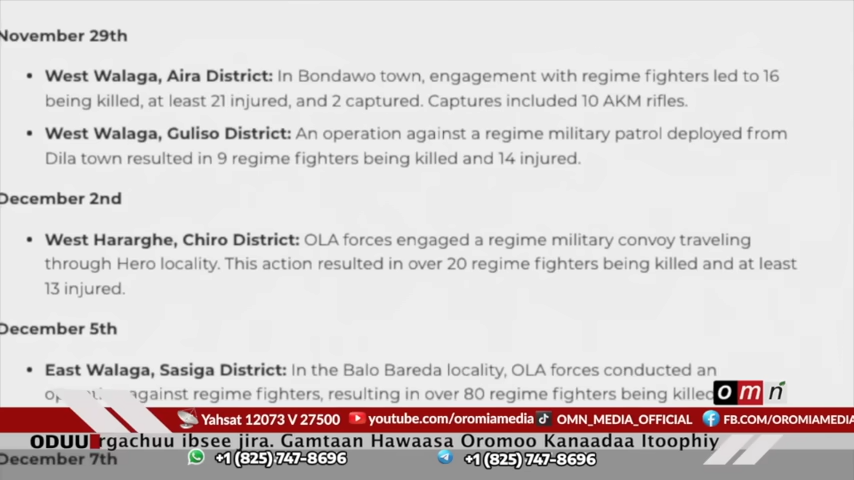 November 29th
• West Walaga, Aira District: In Bondawo town, engagement with regime fighters led to 16
being killed, at least 21 injured, and 2 captured. Captures included 10 AKM rifles.
• West Walaga, Guliso District: An operation against a regime military patrol deployed from
Dila town resulted in 9 regime fighters being killed and 14 injured.
December 2nd
• West Hararghe, Chiro District: OLA forces engaged a regime military convoy traveling
through Hero locality. This action resulted in over 20 regime fighters being killed and at least
13 injured.
December 5th
• East Walaga, Sasiga District: In the Balo Bareda locality, OLA forces conducted an
against regime fighters, resulting in over 80 regime fighters being killed
omn
Yahsat 12073 V 27500 youtube.com/oromiamedia OMN_MEDIA_OFFICIAL FB.COM/OROMIAMEDIA
ODUU rgachuu ibsee jira. Gamtaan Hawaasa Oromoo Kanaadaa Itoophiy
December 7th +1 (825) 747-8696 +1 (825) 747-8696